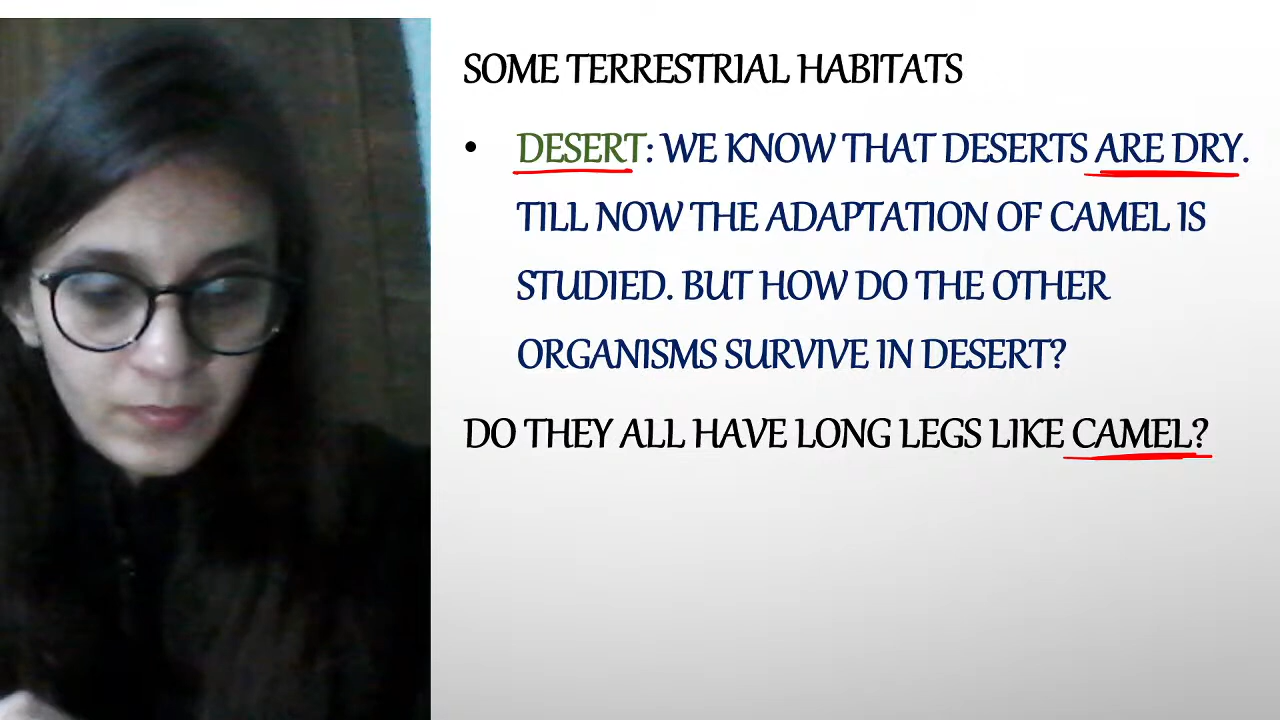 SOME TERRESTRIAL HABITATS
• DESERT: WE KNOW THAT DESERTS ARE DRY.
TILL NOW THE ADAPTATION OF CAMEL IS
STUDIED. BUT HOW DO THE OTHER
ORGANISMS SURVIVE IN DESERT?
DO THEY ALL HAVE LONG LEGS LIKE CAMEL?